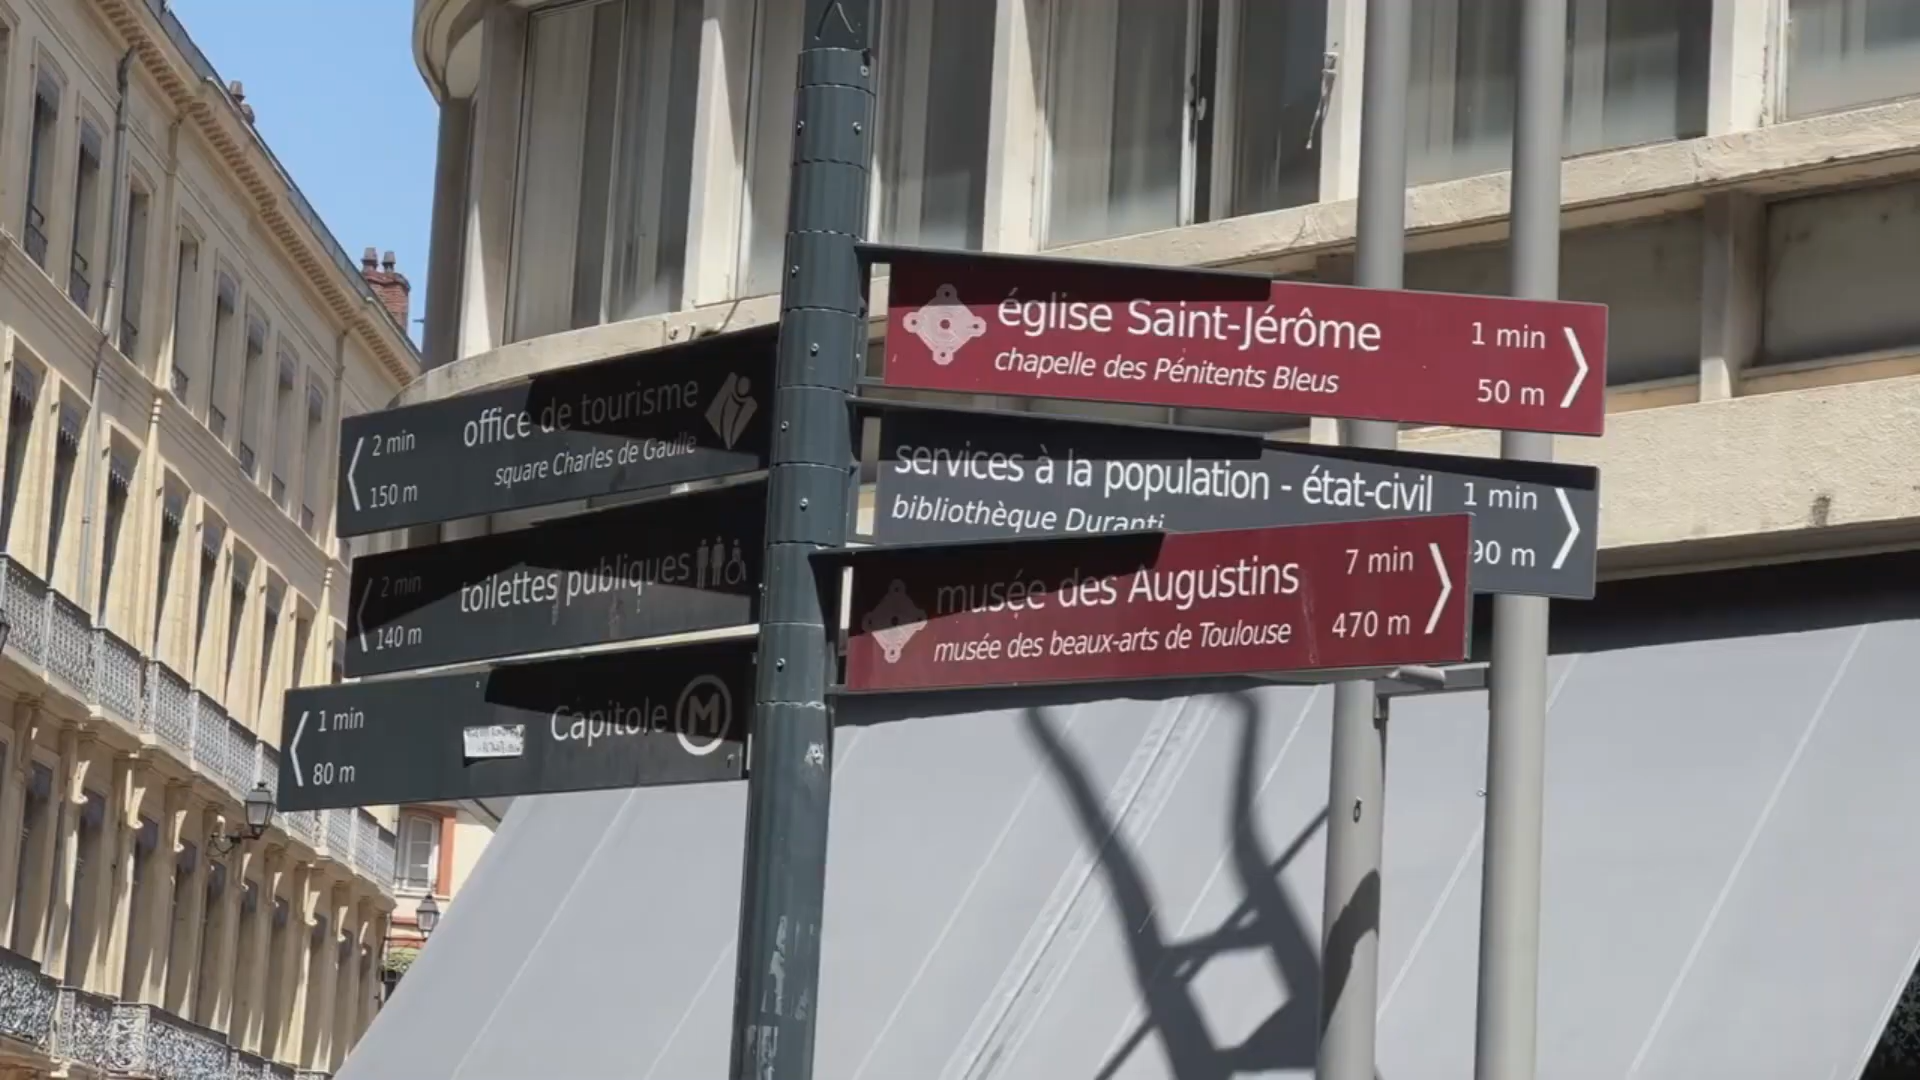 église Saint-Jérôme
chapelle des Pénitents Bleus
1 min
50 m
office de tourisme
square Charles de Gaulle
2 min
150 m
services à la population - état-civil
bibliothèque Duranti
1 min
90 m
toilettes publiques
2 min
140 m
musée des Augustins
musée des beaux-arts de Toulouse
7 min
470 m
Capitole M
1 min
80 m